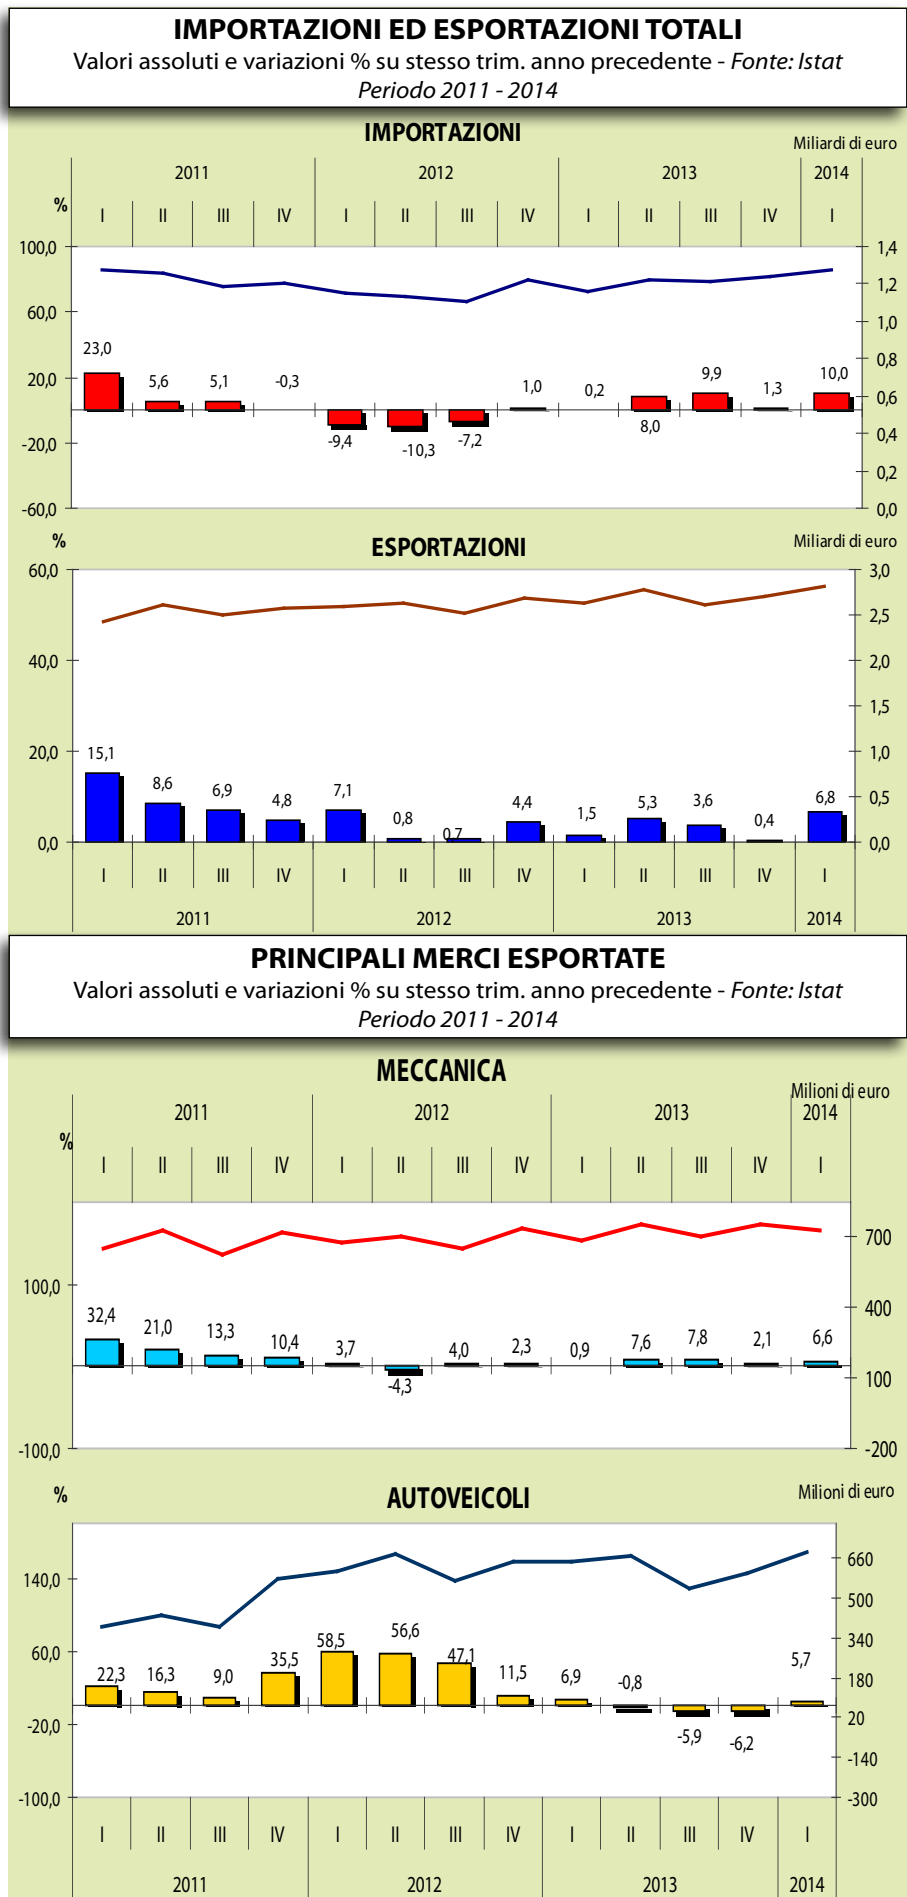 IMPORTAZIONI ED ESPORTAZIONI TOTALI
Valori assoluti e variazioni % su stesso trim. anno precedente - Fonte: Istat
Periodo 2011 - 2014
IMPORTAZIONI
Miliardi di euro
2011 2012 2013 2014
%
I II III IV I II III IV I II III IV I
100,0 1,4
1,2
60,0
1,0
23,0 5,6 5,1 -0,3 1,0 0,2 9,9 1,3 10,0
0,8
20,0
0,6
-9,4 -10,3 -7,2 8,0
0,4
-20,0
0,2
-60,0 0,0
%
ESPORTAZIONI
Miliardi di euro
60,0 3,0
2,5
40,0 2,0
1,5
20,0 1,0
15,1 8,6 6,9 4,8 7,1 0,8 0,7 4,4 1,5 5,3 3,6 0,4 6,8
0,5
0,0 0,0
I II III IV I II III IV I II III IV I
2011 2012 2013 2014
PRINCIPALI MERCI ESPORTATE
Valori assoluti e variazioni % su stesso trim. anno precedente - Fonte: Istat
Periodo 2011 - 2014
MECCANICA
Milioni di euro
2011 2012 2013 2014
%
I II III IV I II III IV I II III IV I
700
100,0
400
32,4 21,0 13,3 10,4 3,7 4,0 2,3 0,9 7,6 7,8 2,1 6,6
-4,3
100
-100,0 -200
%
AUTOVEICOLI
Milioni di euro
660
140,0
500
340
60,0
22,3 16,3 9,0 35,5 58,5 56,6 47,1 11,5 6,9 -0,8 5,7
180
20
-20,0
-5,9 -6,2
-140
-100,0 -300
I II III IV I II III IV I II III IV I
2011 2012 2013 2014